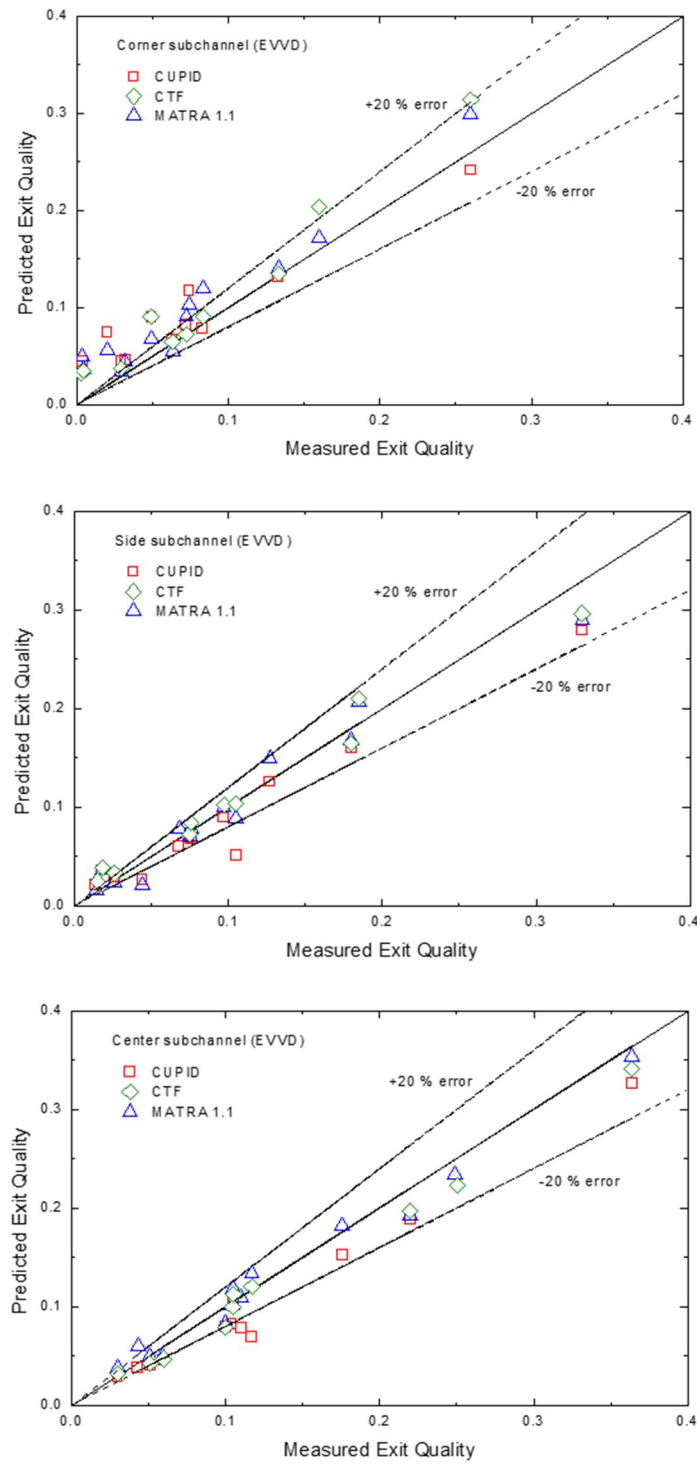 0.4
Corner subchannel (EVVD)
CUPID
CTF
MATRA 1.1
+20 % error
-20 % error
0.3
0.2
0.1
0.0
0.0 0.1 0.2 0.3 0.4
Predicted Exit Quality
Measured Exit Quality
0.4
Side subchannel (EVVD)
CUPID
CTF
MATRA 1.1
+20 % error
-20 % error
0.3
0.2
0.1
0.0
0.0 0.1 0.2 0.3 0.4
Predicted Exit Quality
Measured Exit Quality
0.4
Center subchannel (EVVD)
CUPID
CTF
MATRA 1.1
+20 % error
-20 % error
0.3
0.2
0.1
0.0
0.0 0.1 0.2 0.3 0.4
Predicted Exit Quality
Measured Exit Quality